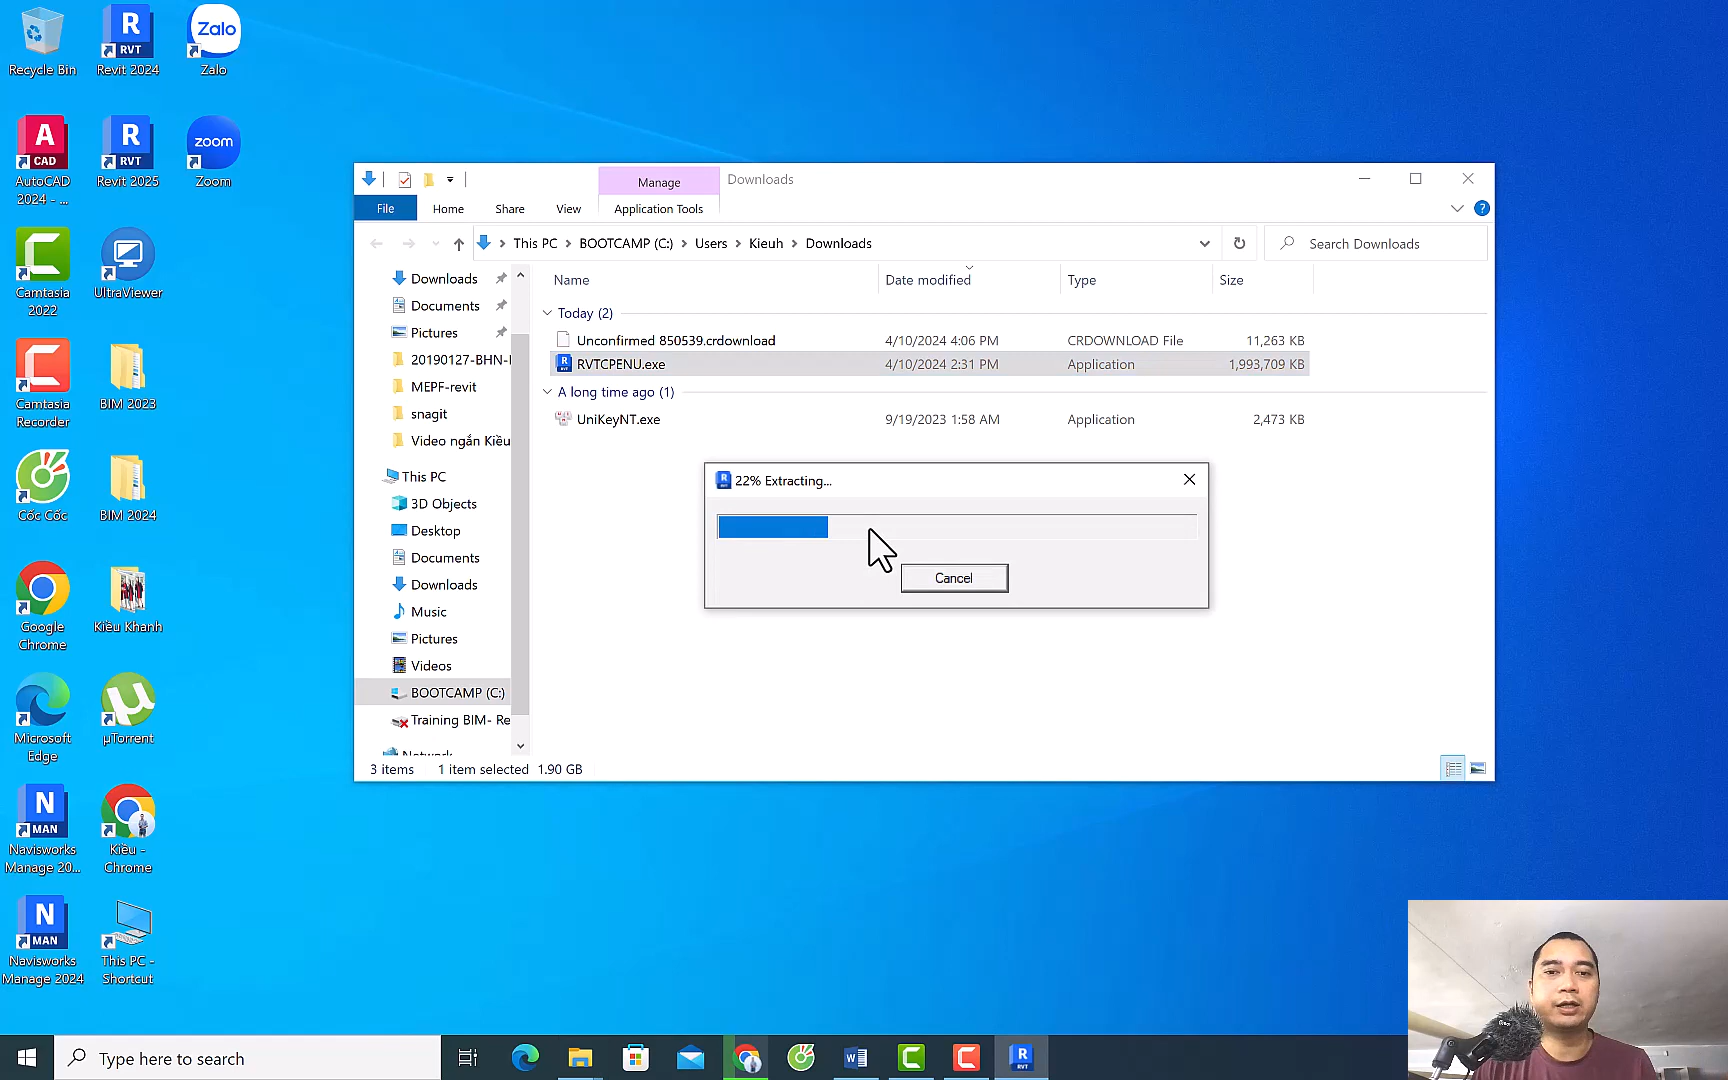 Recycle Bin
R RVT
Revit 2024
Zalo
Zalo
A CAD
AutoCAD
2024 - ...
R RVT
Revit 2025
zoom
Zoom
Camtasia
2022
UltraViewer
Camtasia
Recorder
BIM 2023
Cốc Cốc
BIM 2024
Google
Chrome
Kiều Khanh
Microsoft
Edge
µTorrent
N MAN
Navisworks
Manage 20...
Kiều -
Chrome
N MAN
Navisworks
Manage 2024
This PC -
Shortcut
Manage
Downloads
File Home Share View Application Tools
This PC BOOTCAMP (C:) Users Kieuh Downloads
Search Downloads
Downloads
Documents
Pictures
20190127-BHN-
MEPF-revit
snagit
Video ngắn Kiều
This PC
3D Objects
Desktop
Documents
Downloads
Music
Pictures
Videos
BOOTCAMP (C:)
Training BIM- Re
Network
Name Date modified Type Size
Today (2)
Unconfirmed 850539.crdownload 4/10/2024 4:06 PM CRDOWNLOAD File 11,263 KB
RVTCPENU.exe 4/10/2024 2:31 PM Application 1,993,709 KB
A long time ago (1)
UniKeyNT.exe 9/19/2023 1:58 AM Application 2,473 KB
22% Extracting...
Cancel
3 items 1 item selected 1.90 GB
Type here to search
R RVT